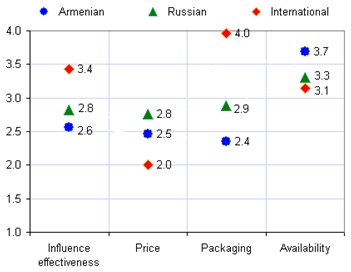 Armenian Russian International
4.0 4.0
3.5 3.7
3.4 3.3
3.0 3.1
2.8 2.8 2.9
2.5 2.6 2.5 2.4
2.0 2.0
1.5
1.0
Influence Price Packaging Availability
effectiveness